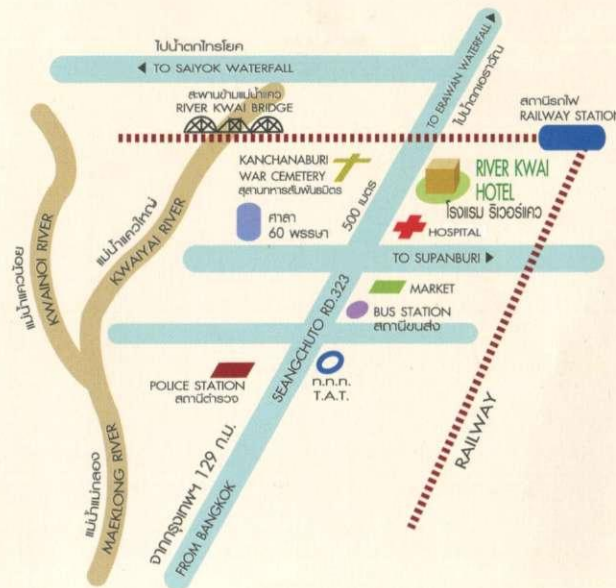 ไปน้ำตกไทรโยค
◄ TO SAIYOK WATERFALL
TO ERAWAN WATERFALL ◄
ไปน้ำตกเอราวัณ
สะพานข้ามแม่น้ำแคว
RIVER KWAI BRIDGE
สถานีรถไฟ
RAILWAY STATION
KANCHANABURI
WAR CEMETERY
สุสานทหารสัมพันธมิตร
500 เมตร
RIVER KWAI
HOTEL
โรงแรม ริเวอร์แคว
ศาลา
60 พรรษา
HOSPITAL
แม่น้ำแควน้อย
KWAINOI RIVER
แม่น้ำแควใหญ่
KWAIYAI RIVER
TO SUPANBURI ►
MARKET
BUS STATION
สถานีขนส่ง
SEANGCHUTO RD.323
POLICE STATION
สถานีตำรวจ
ท.ท.ท.
T.A.T.
RAILWAY
แม่น้ำแม่กลอง
MAEKLONG RIVER
จากกรุงเทพฯ 129 ก.ม.
FROM BANGKOK